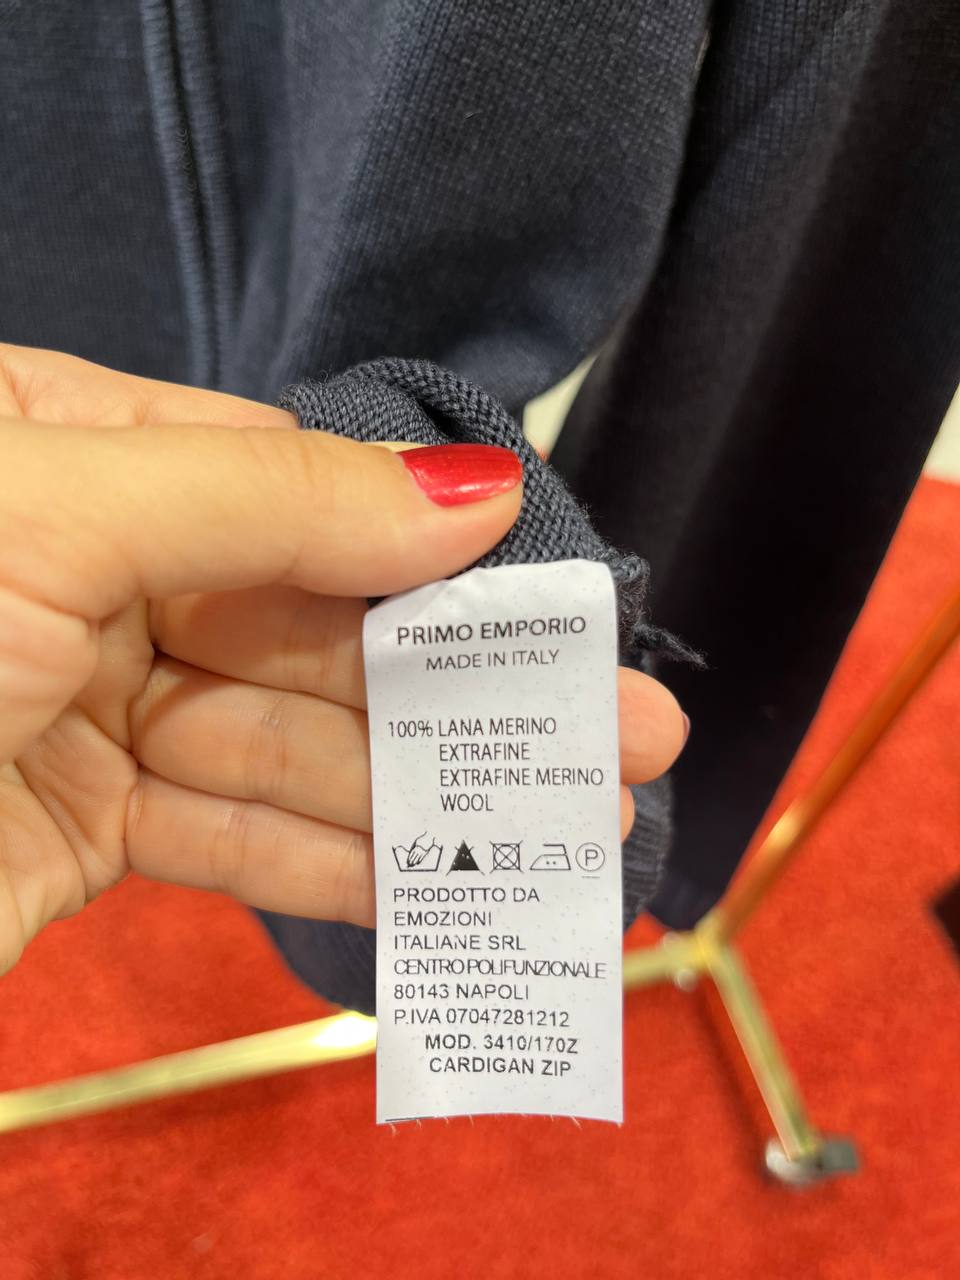 PRIMO EMPORIO
MADE IN ITALY
100% LANA MERINO
EXTRAFINE
EXTRAFINE MERINO
WOOL
P
PRODOTTO DA
EMOZIONI
ITALIANE SRL
CENTRO POLIFUNZIONALE
80143 NAPOLI
P.IVA 07047281212
MOD. 3410/170Z
CARDIGAN ZIP